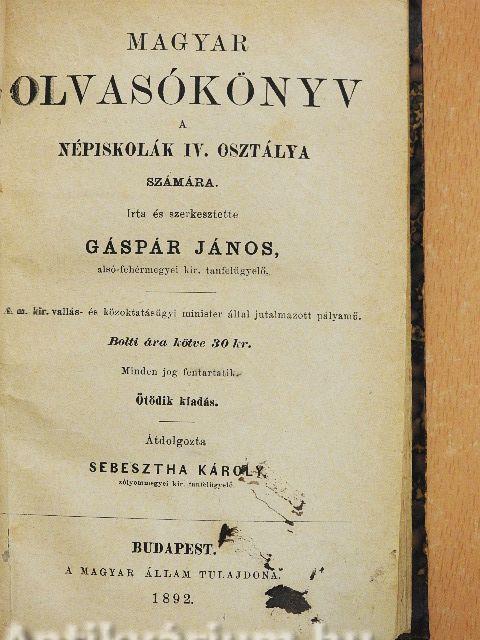 MAGYAR
OLVASÓKÖNYV
A
NÉPISKOLÁK IV. OSZTÁLYA
SZÁMÁRA.
Irta és szerkesztette
GÁSPÁR JÁNOS,
alsó-fehérmegyei kir. tanfelügyelő.
m. kir. vallás- és közoktatásügyi minister által jutalmazott pályamű.
Bolti ára kötve 30 kr.
Minden jog fentartatik.
Ötödik kiadás.
Átdolgozta
SEBESZTHA KÁROLY,
zólyommegyei kir. tanfelügyelő.
BUDAPEST.
A MAGYAR ÁLLAM TULAJDONA.
1892.
Antikvárium.hu